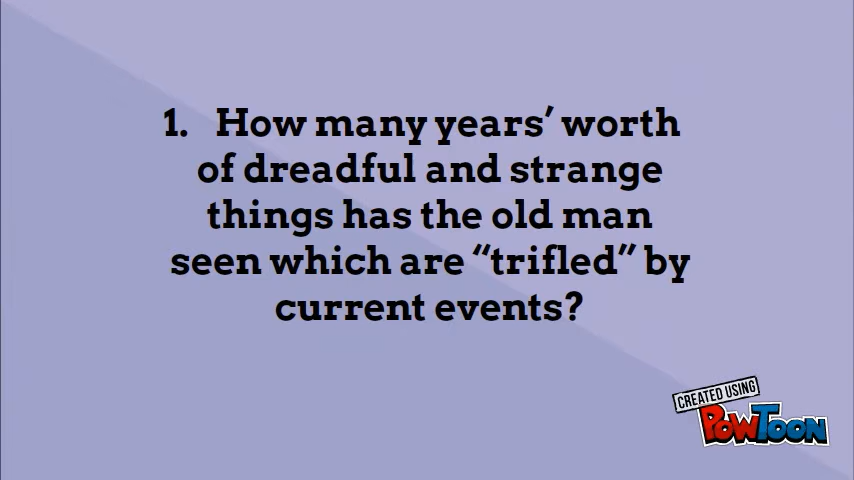 1. How many years’ worth
of dreadful and strange
things has the old man
seen which are “trifled” by
current events?
CREATED USING
POWTOON